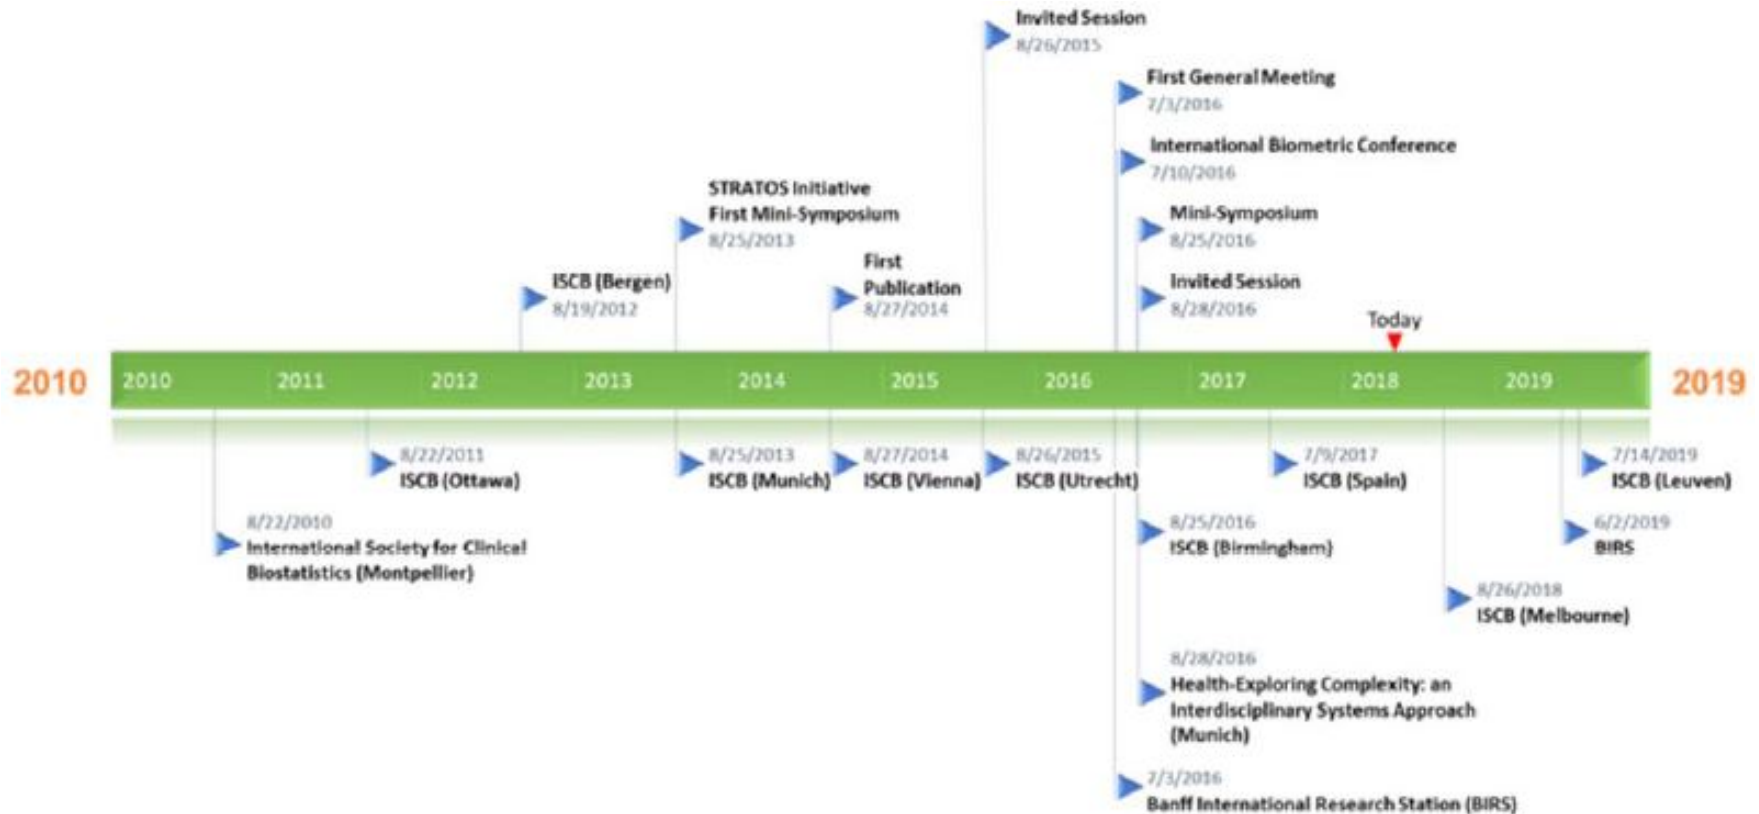 Invited Session
8/26/2015
First General Meeting
7/3/2016
International Biometric Conference
7/10/2016
STRATOS Initiative
First Mini-Symposium
8/25/2013
Mini-Symposium
8/25/2016
First
Publication
8/27/2014
ISCB (Bergen)
8/19/2012
Invited Session
8/28/2016
Today
2010
2010
2011
2012
2013
2014
2015
2016
2017
2018
2019
2019
8/22/2011
ISCB (Ottawa)
8/25/2013
ISCB (Munich)
8/27/2014
ISCB (Vienna)
8/26/2015
ISCB (Utrecht)
7/9/2017
ISCB (Spain)
7/14/2019
ISCB (Leuven)
8/22/2010
International Society for Clinical
Biostatistics (Montpellier)
8/25/2016
ISCB (Birmingham)
6/2/2019
BIRS
8/26/2018
ISCB (Melbourne)
8/28/2016
Health-Exploring Complexity: an
Interdisciplinary Systems Approach
(Munich)
7/3/2016
Banff International Research Station (BIRS)